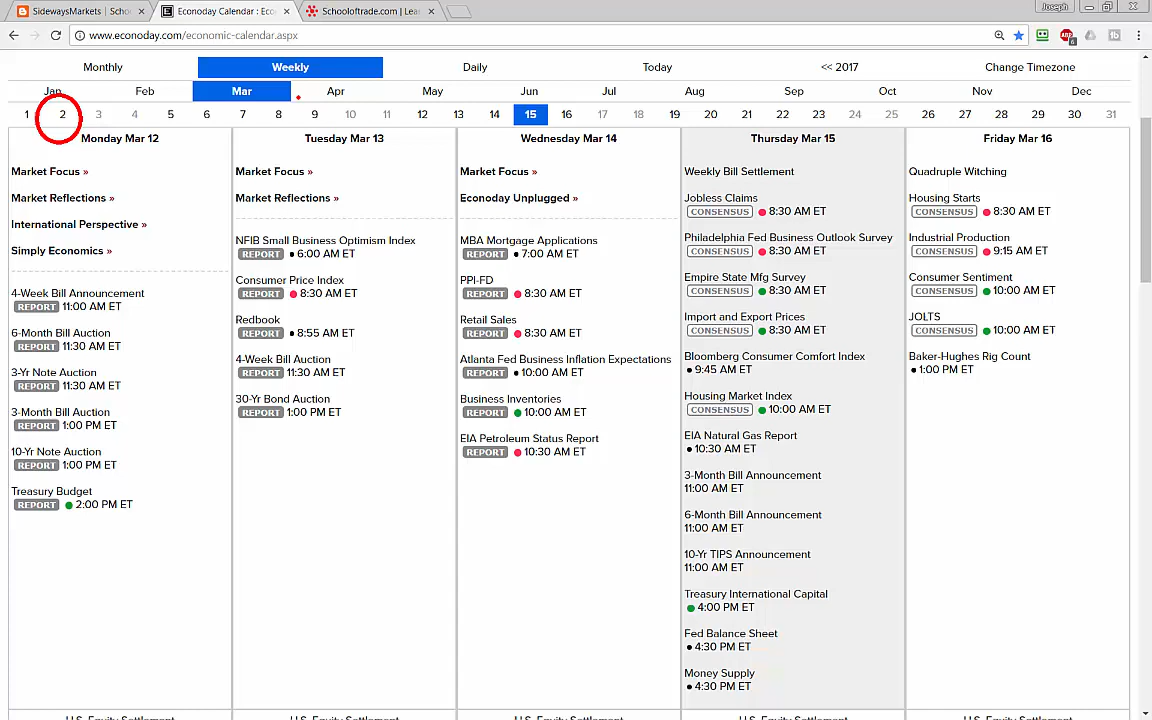 SidewaysMarkets | Schoo
Econoday Calendar : Eco
Schooloftrade.com | Lea
Joseph
www.econoday.com/economic-calendar.aspx
Monthly Weekly Daily Today << 2017 Change Timezone
Jan Feb Mar Apr May Jun Jul Aug Sep Oct Nov Dec
1 2 3 4 5 6 7 8 9 10 11 12 13 14 15 16 17 18 19 20 21 22 23 24 25 26 27 28 29 30 31
Monday Mar 12
Market Focus »
Market Reflections »
International Perspective »
Simply Economics »
4-Week Bill Announcement
REPORT 11:00 AM ET
6-Month Bill Auction
REPORT 11:30 AM ET
3-Yr Note Auction
REPORT 11:30 AM ET
3-Month Bill Auction
REPORT 1:00 PM ET
10-Yr Note Auction
REPORT 1:00 PM ET
Treasury Budget
REPORT 2:00 PM ET
Tuesday Mar 13
Market Focus »
Market Reflections »
NFIB Small Business Optimism Index
REPORT 6:00 AM ET
Consumer Price Index
REPORT 8:30 AM ET
Redbook
REPORT 8:55 AM ET
4-Week Bill Auction
REPORT 11:30 AM ET
30-Yr Bond Auction
REPORT 1:00 PM ET
Wednesday Mar 14
Market Focus »
Econoday Unplugged »
MBA Mortgage Applications
REPORT 7:00 AM ET
PPI-FD
REPORT 8:30 AM ET
Retail Sales
REPORT 8:30 AM ET
Atlanta Fed Business Inflation Expectations
REPORT 10:00 AM ET
Business Inventories
REPORT 10:00 AM ET
EIA Petroleum Status Report
REPORT 10:30 AM ET
Thursday Mar 15
Weekly Bill Settlement
Jobless Claims
CONSENSUS 8:30 AM ET
Philadelphia Fed Business Outlook Survey
CONSENSUS 8:30 AM ET
Empire State Mfg Survey
CONSENSUS 8:30 AM ET
Import and Export Prices
CONSENSUS 8:30 AM ET
Bloomberg Consumer Comfort Index
9:45 AM ET
Housing Market Index
CONSENSUS 10:00 AM ET
EIA Natural Gas Report
10:30 AM ET
3-Month Bill Announcement
11:00 AM ET
6-Month Bill Announcement
11:00 AM ET
10-Yr TIPS Announcement
11:00 AM ET
Treasury International Capital
4:00 PM ET
Fed Balance Sheet
4:30 PM ET
Money Supply
4:30 PM ET
Friday Mar 16
Quadruple Witching
Housing Starts
CONSENSUS 8:30 AM ET
Industrial Production
CONSENSUS 9:15 AM ET
Consumer Sentiment
CONSENSUS 10:00 AM ET
JOLTS
CONSENSUS 10:00 AM ET
Baker-Hughes Rig Count
1:00 PM ET
U.S. Equity Settlement U.S. Equity Settlement U.S. Equity Settlement U.S. Equity Settlement U.S. Equity Settlement